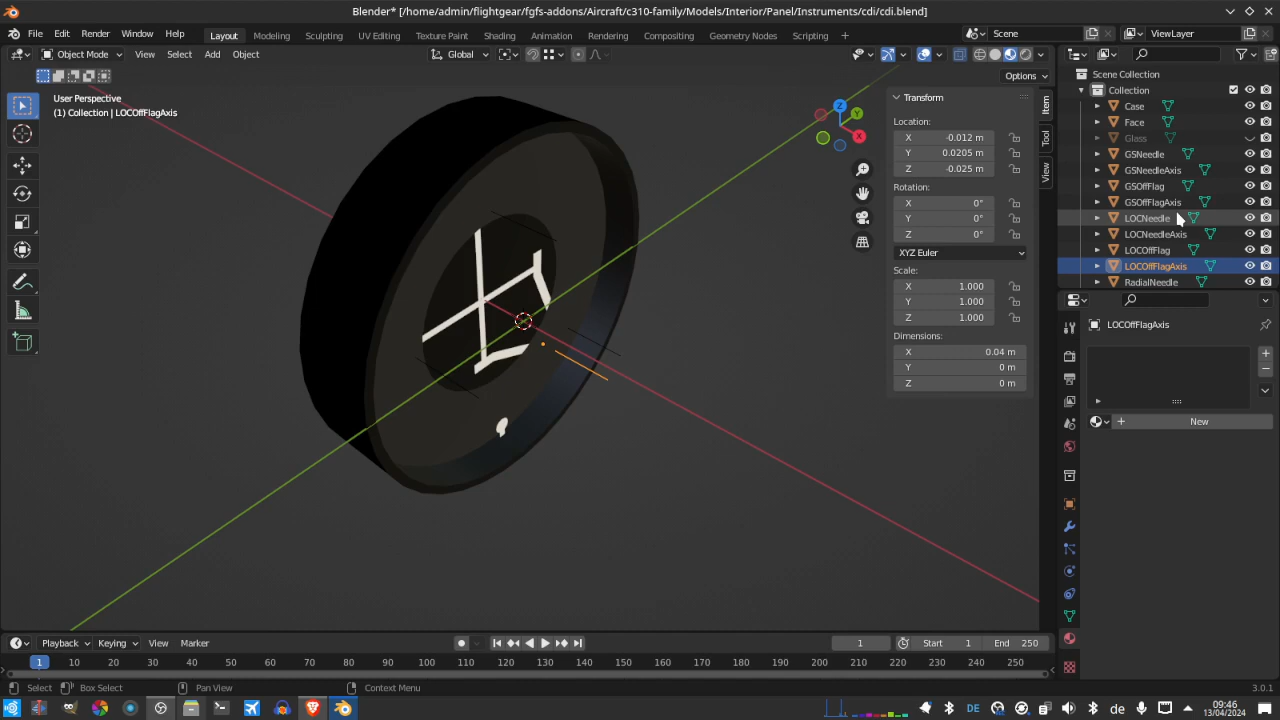 Blender* [/home/admin/flightgear/fgfs-addons/Aircraft/c310-family/Models/Interior/Panel/Instruments/cdi/cdi.blend]
File Edit Render Window Help Layout Modeling Sculpting UV Editing Texture Paint Shading Animation Rendering Compositing Geometry Nodes Scripting + Scene ViewLayer
Object Mode View Select Add Object Global
Options
User Perspective
(1) Collection | LOCOffFlagAxis
Z
Y
X
Transform
Location:
X -0.012 m
Y 0.0205 m
Z -0.025 m
Rotation:
X 0°
Y 0°
Z 0°
XYZ Euler
Scale:
X 1.000
Y 1.000
Z 1.000
Dimensions:
X 0.04 m
Y 0 m
Z 0 m
Item
Tool
View
Scene Collection
Collection
Case
Face
Glass
GSNeedle
GSNeedleAxis
GSOffFlag
GSOffFlagAxis
LOCNeedle
LOCNeedleAxis
LOCOffFlag
LOCOffFlagAxis
RadialNeedle
LOCOffFlagAxis
New
Playback Keying View Marker 1 Start 1 End 250
1 10 20 30 40 50 60 70 80 90 100 110 120 130 140 150 160 170 180 190 200 210 220 230 240 250
Select Box Select Pan View Context Menu 3.0.1
DE de 09:46
13/04/2024